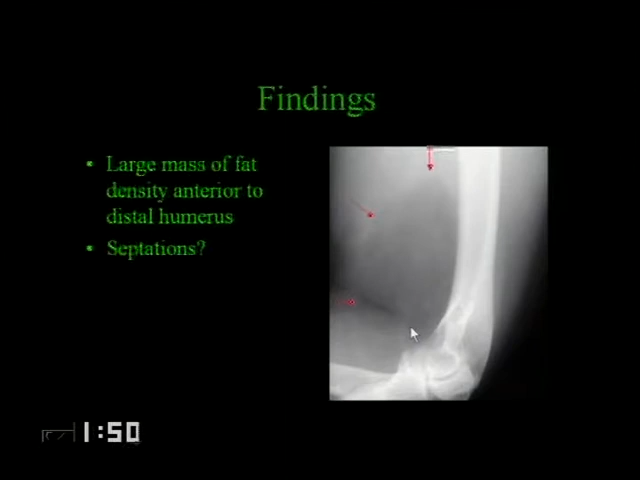 Findings
• Large mass of fat
density anterior to
distal humerus
• Septations?
1:50